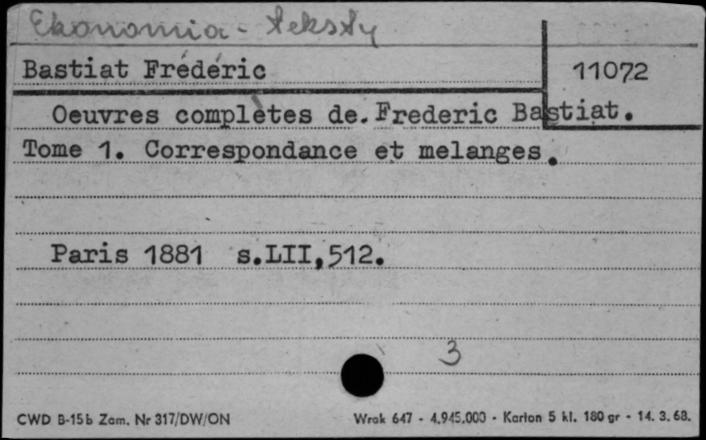 Ekonomia - teksty
Bastiat Frédéric
11072
Oeuvres complètes de. Frederic Bastiat.
Tome 1. Correspondance et melanges.
Paris 1881 s.LII,512.
3
CWD B-15b Zam. Nr 317/DW/ON Wrak 647 - 4.945.000 - Karton 5 kl. 180 gr - 14. 3. 68.